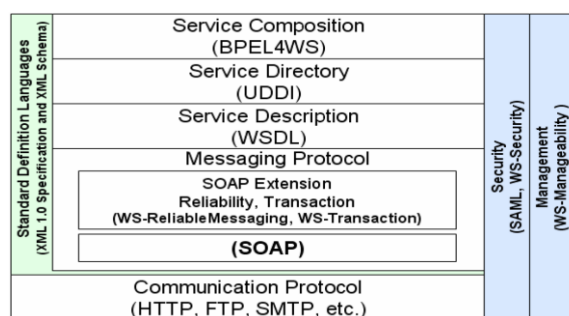 Standard Definition Languages
(XML 1.0 Specification and XML Schema)
Service Composition
(BPEL4WS)
Service Directory
(UDDI)
Service Description
(WSDL)
Messaging Protocol
SOAP Extension
Reliability, Transaction
(WS-ReliableMessaging, WS-Transaction)
(SOAP)
Communication Protocol
(HTTP, FTP, SMTP, etc.)
Security
(SAML, WS-Security)
Management
(WS-Manageability )